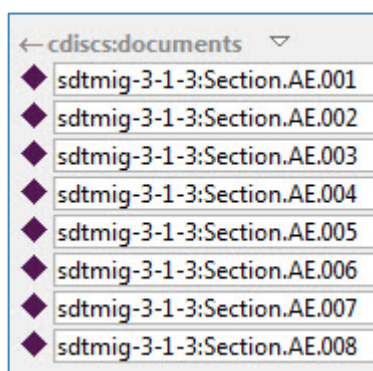 ←cdiscs:documents
sdtmig-3-1-3:Section.AE.001
sdtmig-3-1-3:Section.AE.002
sdtmig-3-1-3:Section.AE.003
sdtmig-3-1-3:Section.AE.004
sdtmig-3-1-3:Section.AE.005
sdtmig-3-1-3:Section.AE.006
sdtmig-3-1-3:Section.AE.007
sdtmig-3-1-3:Section.AE.008